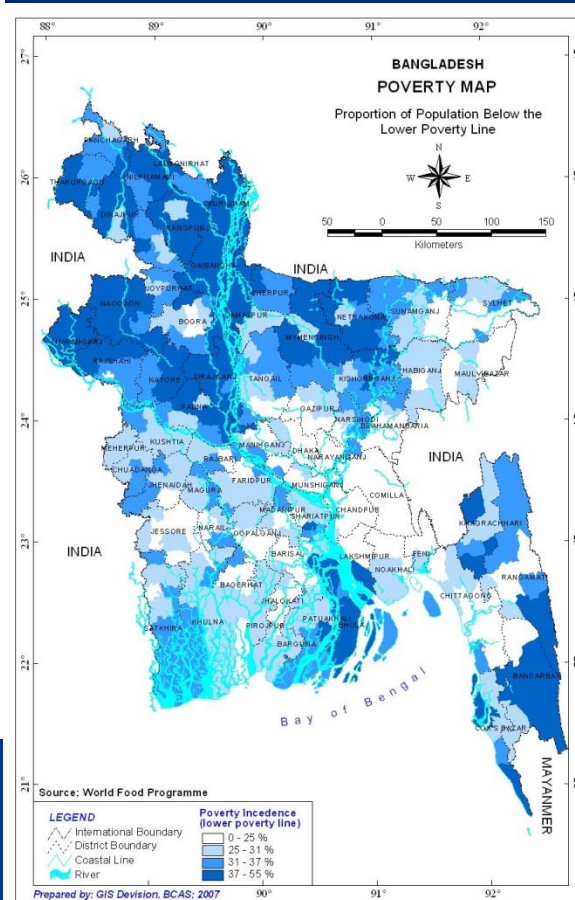 88°
89°
90°
91°
92°
27°
26°
25°
24°
23°
22°
21°
BANGLADESH
POVERTY MAP
Proportion of Population Below the
Lower Poverty Line
N
W
E
S
50
0
50
100
150
Kilometers
INDIA
INDIA
INDIA
INDIA
MAYANMER
PANCHAGARH
THAKURGAON
NILPHAMARI
LALMONIRHAT
DINAJPUR
RANGPUR
KURIGRAM
GAIBANDHA
JOYPURHAT
NAOGAON
BOGRA
SHERPUR
JAMALPUR
NETRAKONA
SUNAMGANJ
SYLHET
MYMENSINGH
NAWABGANJ
RAJSHAHI
NATORE
SIRAJGANJ
TANGAIL
KISHOREGANJ
HABIGANJ
MAULVIBAZAR
PABNA
GAZIPUR
NARSINGDI
BRAHAMANBARIA
KUSHTIA
MANIKGANJ
DHAKA
MEHERPUR
RAJBARI
NARAYANGANJ
CHUADANGA
FARIDPUR
MUNSHIGANJ
COMILLA
JHENAIDAH
MAGURA
MADARIPUR
SHARIATPUR
CHANDPUR
KHAGRACHHARI
JESSORE
NARAIL
GOPALGANJ
BARISAL
LAKSHMIPUR
FENI
NOAKHALI
RANGAMATI
BAGERHAT
JHALOKATI
CHITTAGONG
SATKHIRA
KHULNA
PIROJPUR
PATUAKHALI
BHOLA
BARGUNA
BANDARBAN
COX'S BAZAR
Bay of Bengal
Source: World Food Programme
LEGEND
International Boundary
District Boundary
Coastal Line
River
Poverty Incedence
(lower poverty line)
0 - 25 %
25 - 31 %
31 - 37 %
37 - 55 %
Prepared by: GIS Devision, BCAS; 2007
90°
91°
92°